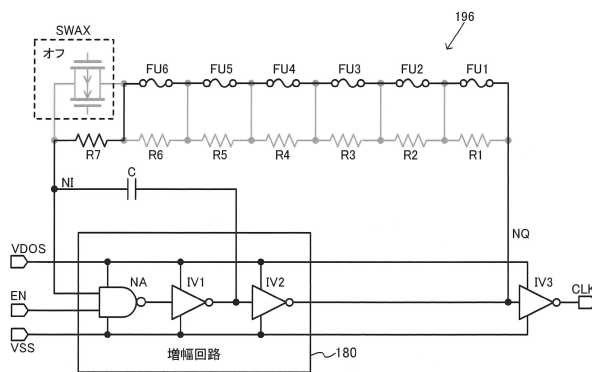 196
SWAX
オフ
FU6
FU5
FU4
FU3
FU2
FU1
R7
R6
R5
R4
R3
R2
R1
NI
C
NQ
VDOS
NA
IV1
IV2
IV3
CLK
EN
VSS
増幅回路
180